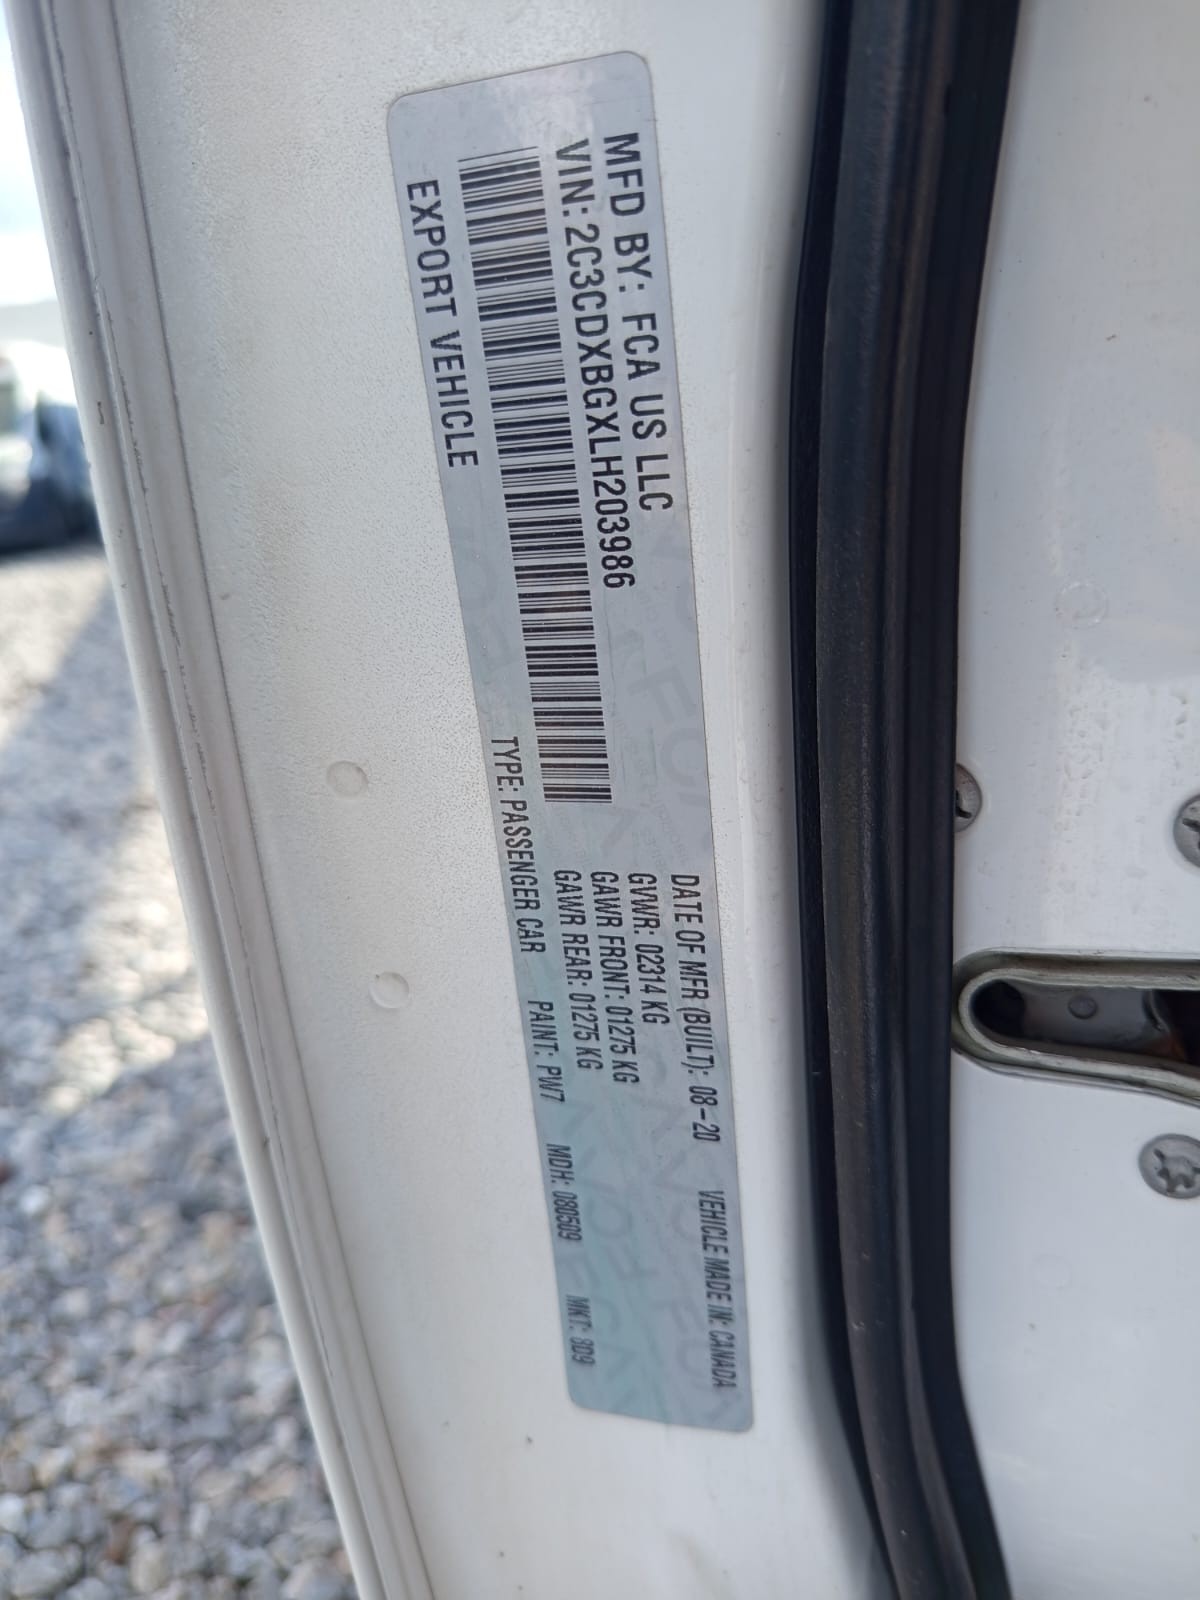 MFD BY: FCA US LLC
VIN: 2C3CDXBGXLH203986
EXPORT VEHICLE
DATE OF MFR (BUILT): 08-20 VEHICLE MADE IN: CANADA
GVWR: 02314 KG
GAWR FRONT: 01275 KG
GAWR REAR: 01275 KG
TYPE: PASSENGER CAR PAINT: PW7 MDH: 080509 MKT: 8D9